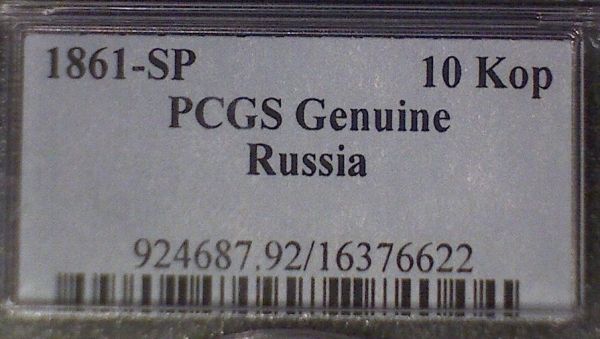 1861-SP 10 Kop
PCGS Genuine
Russia
924687.92/16376622